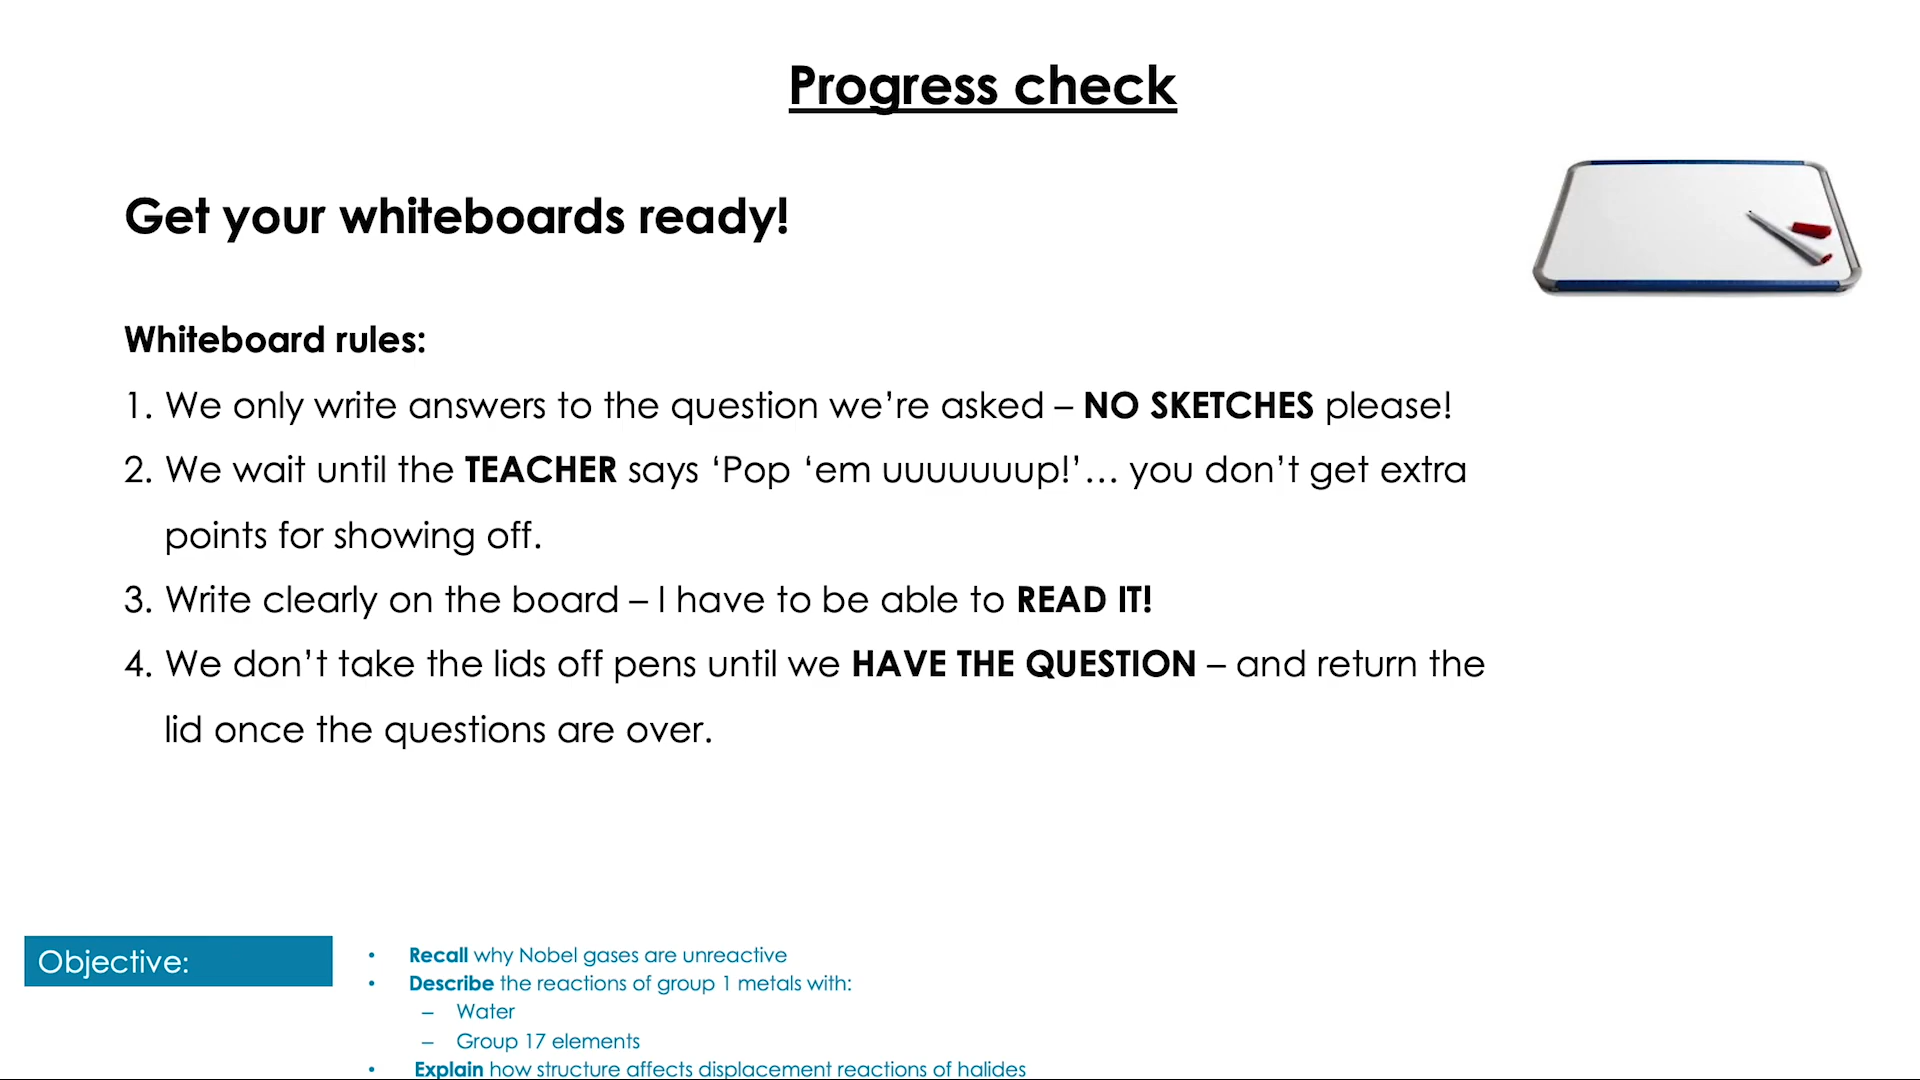 Progress check
Get your whiteboards ready!
Whiteboard rules:
1. We only write answers to the question we’re asked – NO SKETCHES please!
2. We wait until the TEACHER says ‘Pop ‘em uuuuuuup!’… you don’t get extra
points for showing off.
3. Write clearly on the board – I have to be able to READ IT!
4. We don’t take the lids off pens until we HAVE THE QUESTION – and return the
lid once the questions are over.
Objective:
• Recall why Nobel gases are unreactive
• Describe the reactions of group 1 metals with:
– Water
– Group 17 elements
• Explain how structure affects displacement reactions of halides